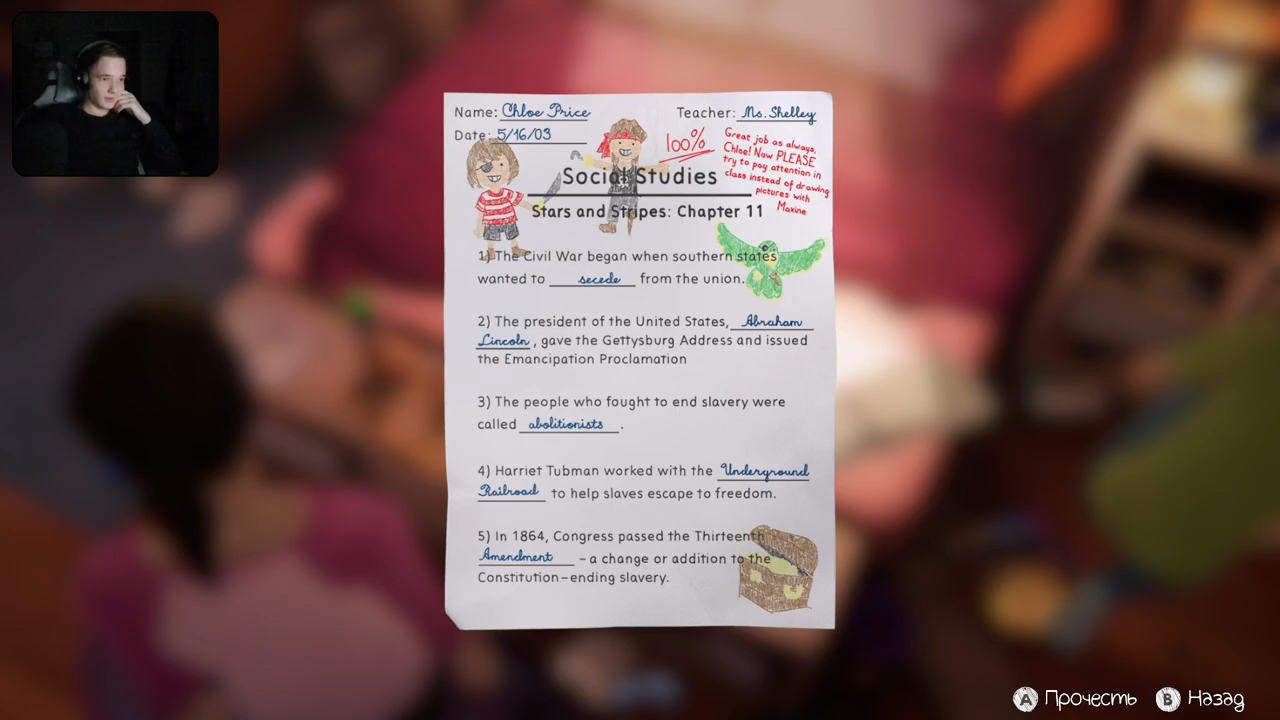 Name: Chloe Price
Teacher: Ms. Shelley
Date: 5/16/03
100%
Great job as always,
Chloe! Now PLEASE
try to pay attention in
class instead of drawing
pictures with
Maxine
Social Studies
Stars and Stripes: Chapter 11
1) The Civil War began when southern states
wanted to secede from the union.
2) The president of the United States, Abraham
Lincoln, gave the Gettysburg Address and issued
the Emancipation Proclamation
3) The people who fought to end slavery were
called abolitionists.
4) Harriet Tubman worked with the Underground
Railroad to help slaves escape to freedom.
5) In 1864, Congress passed the Thirteenth
Amendment – a change or addition to the
Constitution – ending slavery.
A Прочесть B Назад